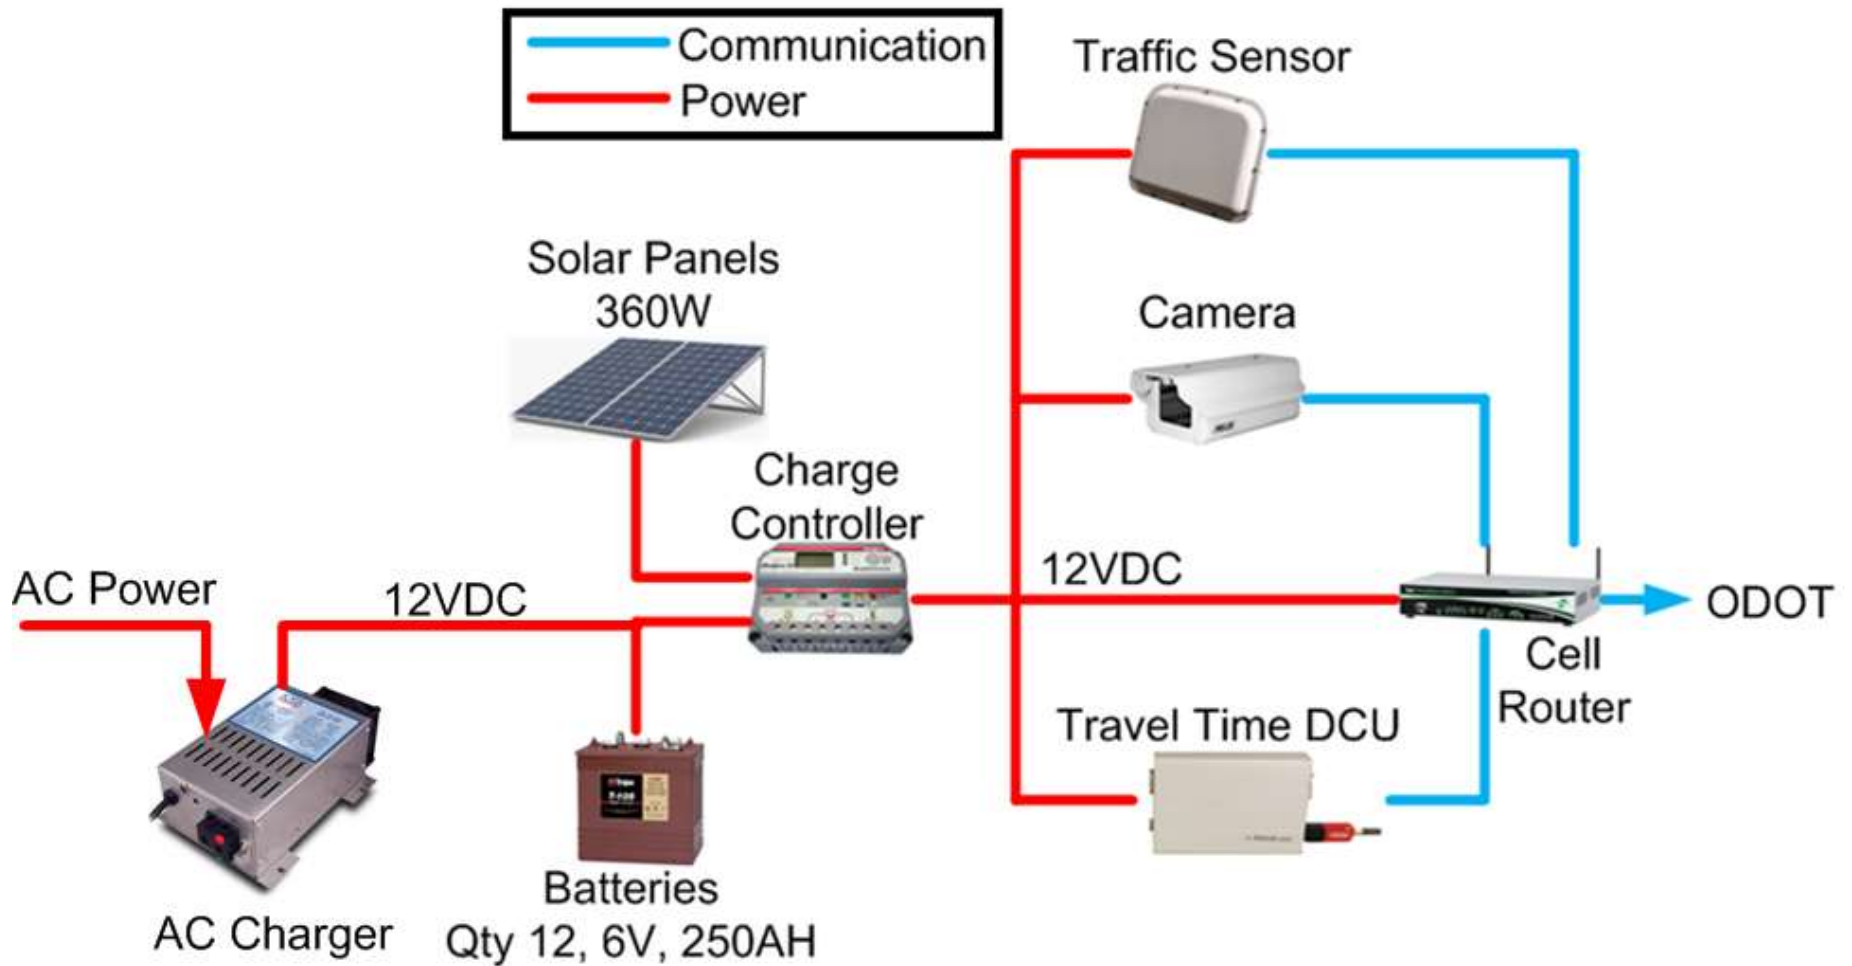 Communication
Power
Traffic Sensor
Solar Panels
360W
Camera
Charge
Controller
AC Power
12VDC
12VDC
ODOT
Cell
Router
Travel Time DCU
AC Charger
Batteries
Qty 12, 6V, 250AH